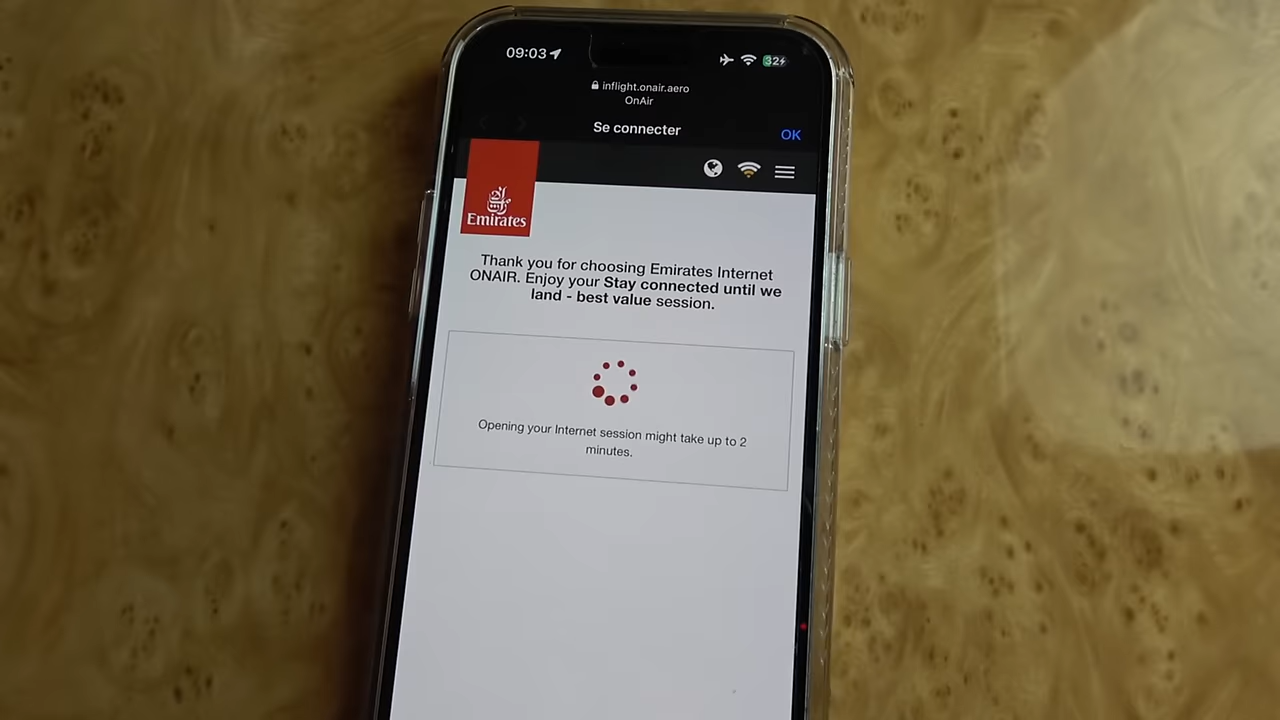 09:03
32
inflight.onair.aero
OnAir
Se connecter
OK
Emirates
Thank you for choosing Emirates Internet
ONAIR. Enjoy your Stay connected until we
land - best value session.
Opening your Internet session might take up to 2
minutes.